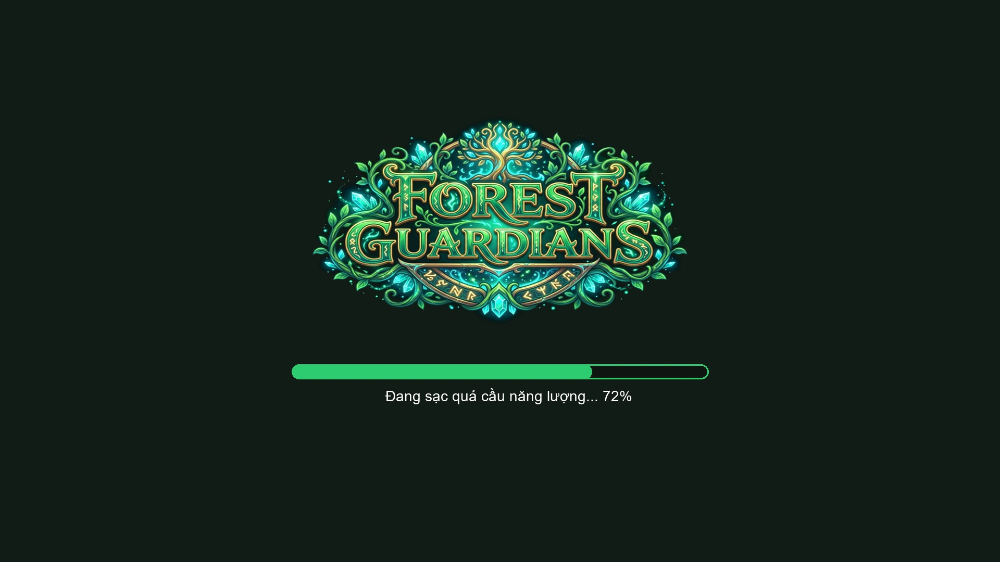 FOREST
GUARDIANS
Đang sạc quả cầu năng lượng... 72%